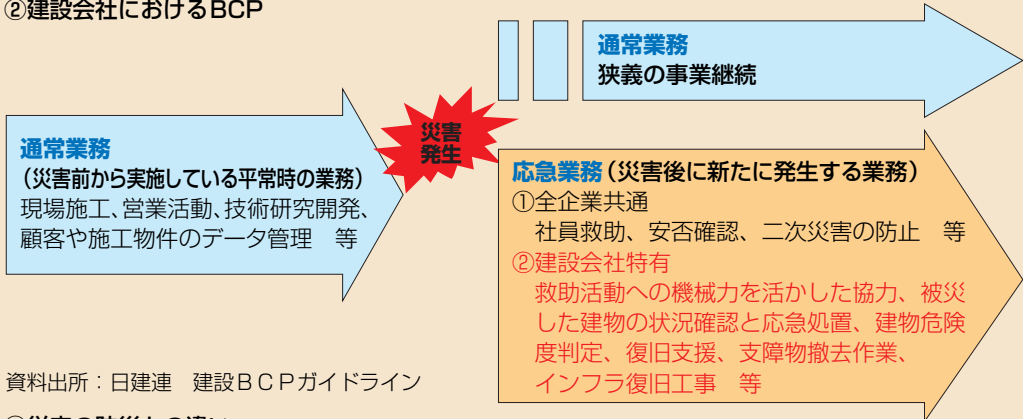 ②建設会社におけるBCP
通常業務
(災害前から実施している平常時の業務)
現場施工、営業活動、技術研究開発、
顧客や施工物件のデータ管理　等
災害
発生
通常業務
狭義の事業継続
応急業務(災害後に新たに発生する業務)
①全企業共通
社員救助、安否確認、二次災害の防止　等
②建設会社特有
救助活動への機械力を活かした協力、被災
した建物の状況確認と応急処置、建物危険
度判定、復旧支援、支障物撤去作業、
インフラ復旧工事　等
資料出所：日建連　建設BCPガイドライン